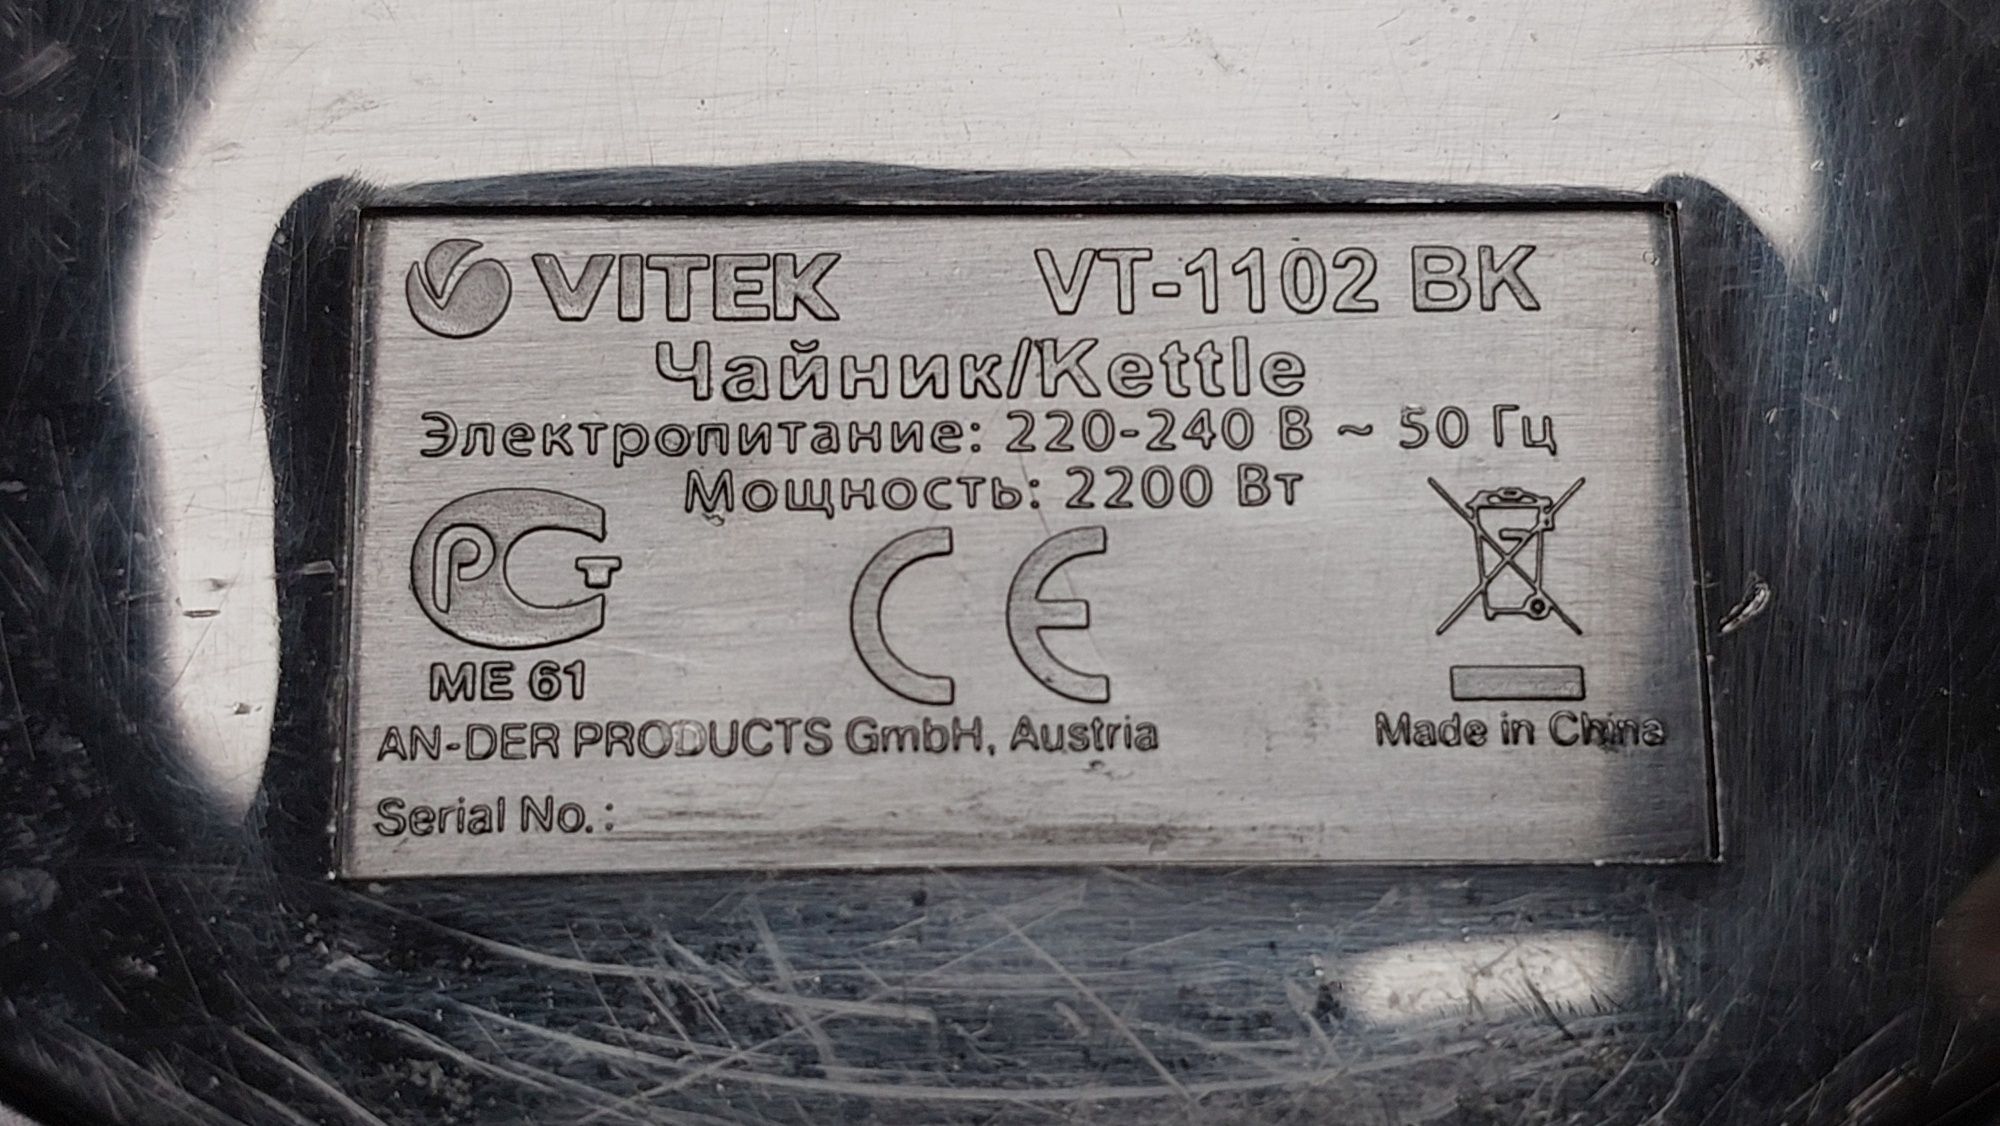 VITEK VT-1102 BK
Чайник/Kettle
Электропитание: 220-240 В ~ 50 Гц
Мощность: 2200 Вт
РСТ
ME 61
CE
AN-DER PRODUCTS GmbH, Austria
Made in China
Serial No.: